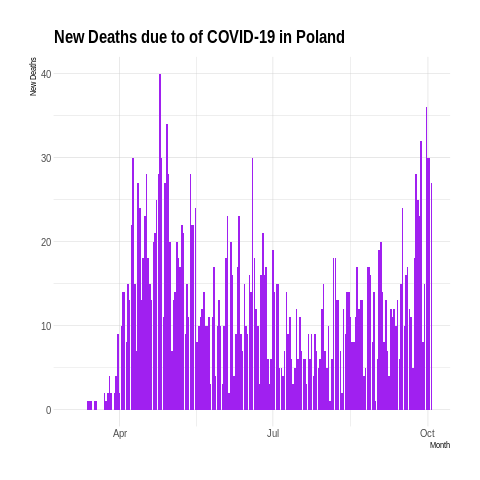 New Deaths due to of COVID-19 in Poland
New Deaths
40
30
20
10
0
Apr
Jul
Oct
Month